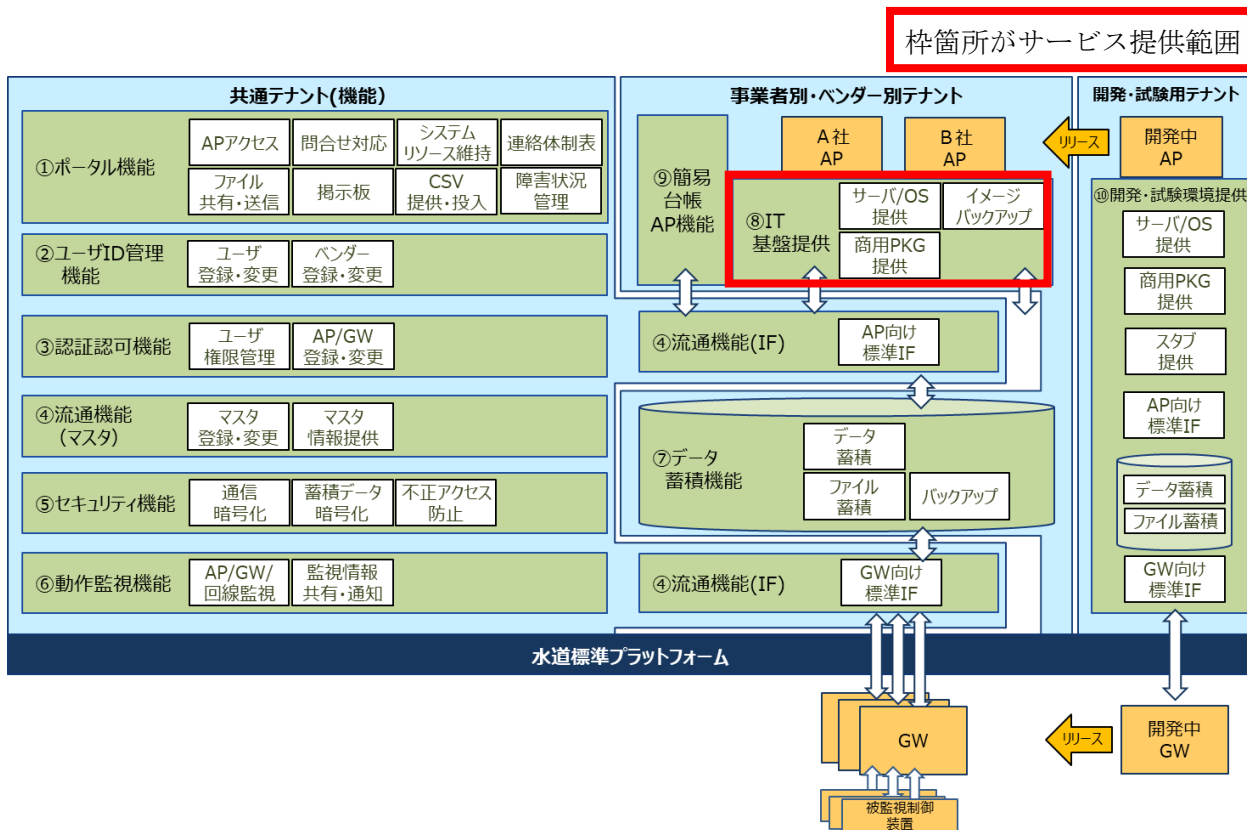 枠箇所がサービス提供範囲
共通テナント(機能)
①ポータル機能
APアクセス
問合せ対応
システム
リソース維持
連絡体制表
ファイル
共有・送信
掲示板
CSV
提供・投入
障害状況
管理
②ユーザID管理
機能
ユーザ
登録・変更
ベンダー
登録・変更
③認証認可機能
ユーザ
権限管理
AP/GW
登録・変更
④流通機能
(マスタ)
マスタ
登録・変更
マスタ
情報提供
⑤セキュリティ機能
通信
暗号化
蓄積データ
暗号化
不正アクセス
防止
⑥動作監視機能
AP/GW/
回線監視
監視情報
共有・通知
事業者別・ベンダー別テナント
⑨簡易
台帳
AP機能
A社
AP
B社
AP
⑧IT
基盤提供
サーバ/OS
提供
イメージ
バックアップ
商用PKG
提供
④流通機能(IF)
AP向け
標準IF
⑦データ
蓄積機能
データ
蓄積
ファイル
蓄積
バックアップ
④流通機能(IF)
GW向け
標準IF
開発・試験用テナント
リリース
開発中
AP
⑩開発・試験環境提供
サーバ/OS
提供
商用PKG
提供
スタブ
提供
AP向け
標準IF
データ蓄積
ファイル蓄積
GW向け
標準IF
水道標準プラットフォーム
GW
リリース
開発中
GW
被監視制御
装置